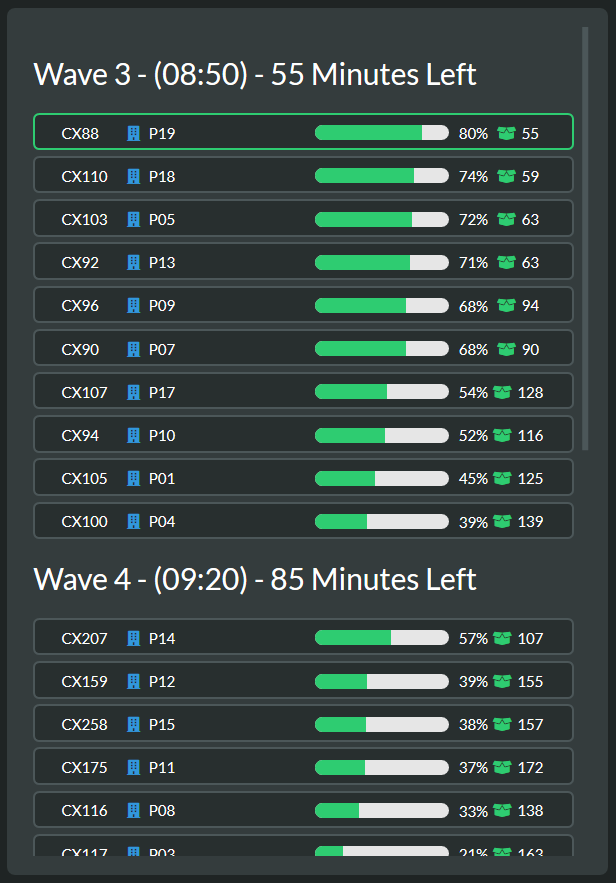 Wave 3 - (08:50) - 55 Minutes Left
CX88 P19 80% 55
CX110 P18 74% 59
CX103 P05 72% 63
CX92 P13 71% 63
CX96 P09 68% 94
CX90 P07 68% 90
CX107 P17 54% 128
CX94 P10 52% 116
CX105 P01 45% 125
CX100 P04 39% 139
Wave 4 - (09:20) - 85 Minutes Left
CX207 P14 57% 107
CX159 P12 39% 155
CX258 P15 38% 157
CX175 P11 37% 172
CX116 P08 33% 138
CX117 P03 21% 163